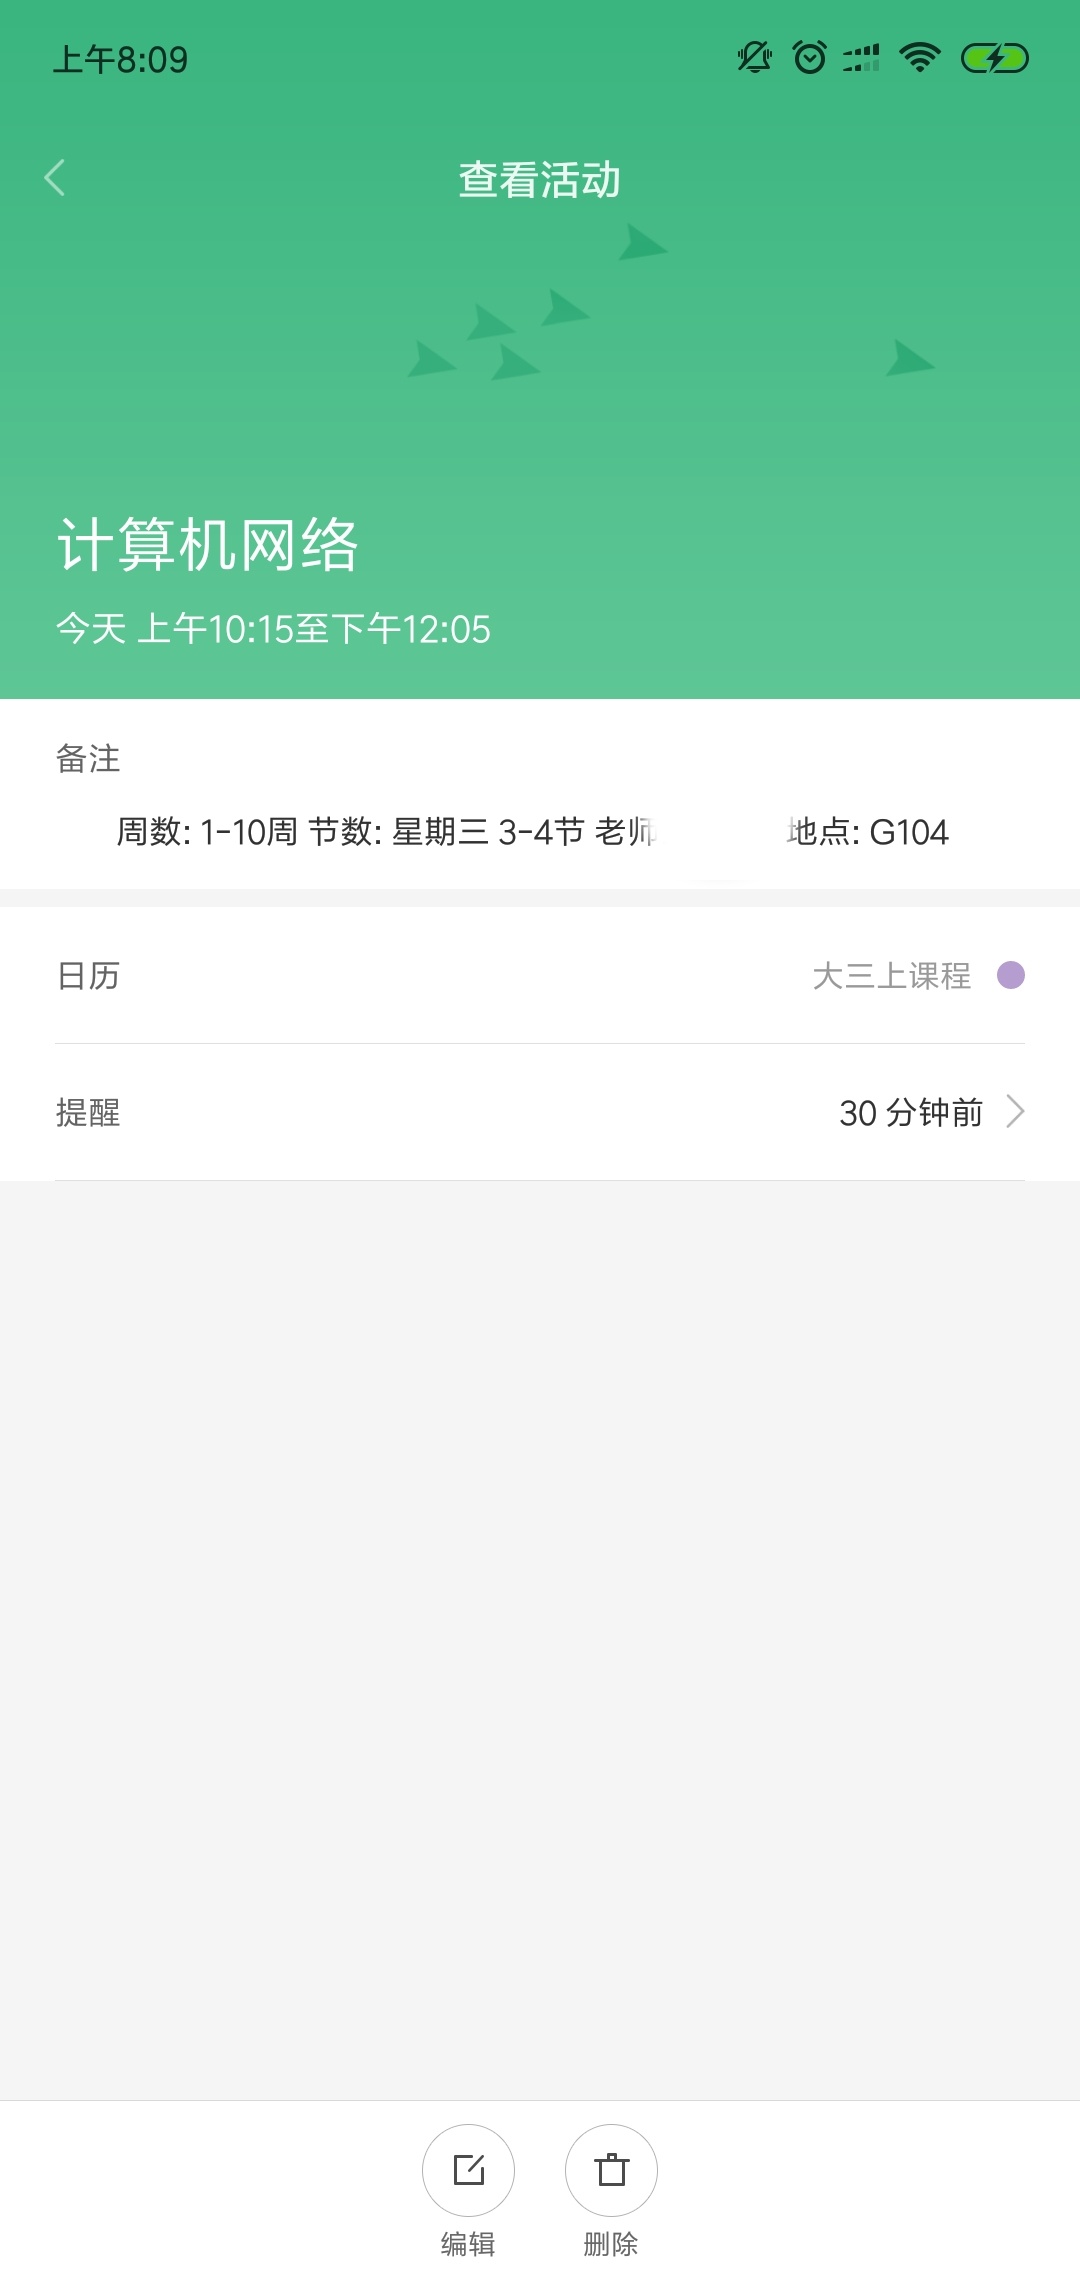 上午8:09
查看活动
计算机网络
今天 上午10:15至下午12:05
备注
周数: 1-10周 节数: 星期三 3-4节 老师 地点: G104
日历 大三上课程
提醒 30 分钟前
编辑 删除